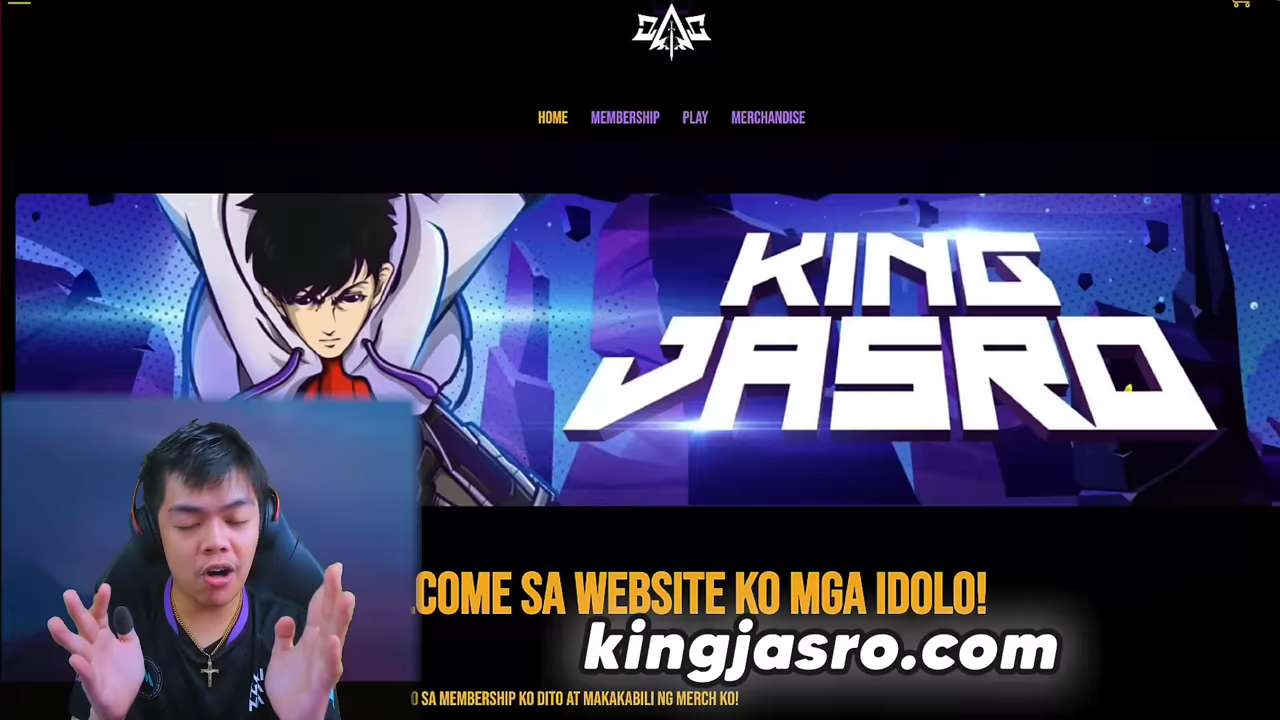 HOME MEMBERSHIP PLAY MERCHANDISE
KING
JASRO
COME SA WEBSITE KO MGA IDOLO!
kingjasro.com
O SA MEMBERSHIP KO DITO AT MAKAKABILI NG MERCH KO!